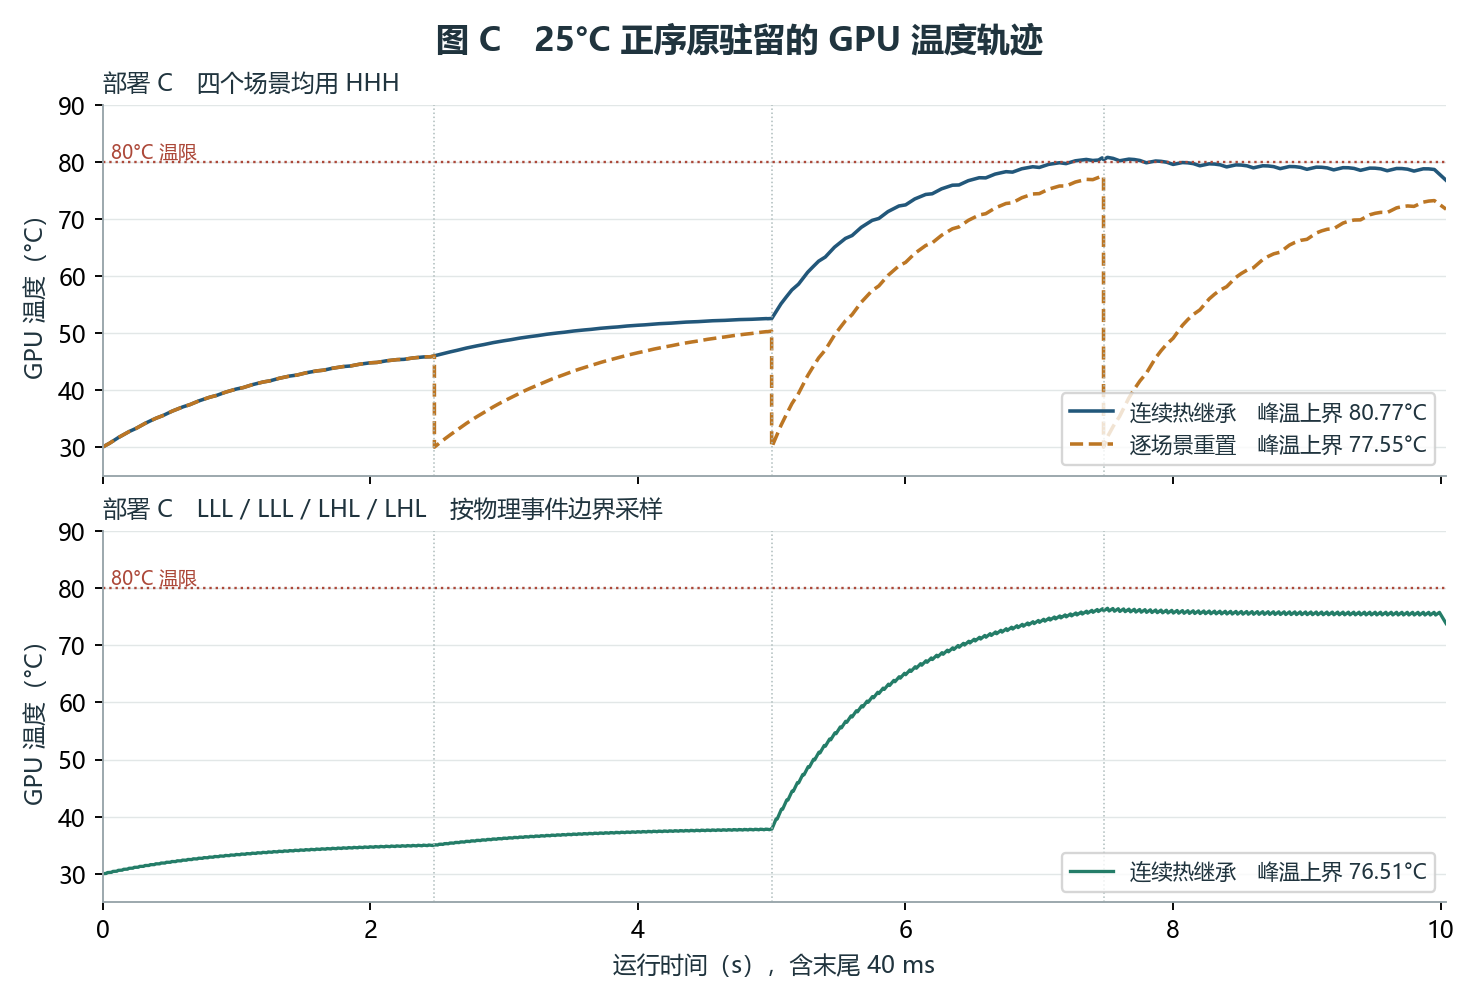 图 C 25°C 正序原驻留的 GPU 温度轨迹
部署 C 四个场景均用 HHH
90
80
70
60
50
40
30
GPU 温度（°C）
80°C 温限
连续热继承 峰温上界 80.77°C
逐场景重置 峰温上界 77.55°C
部署 C LLL / LLL / LHL / LHL 按物理事件边界采样
90
80
70
60
50
40
30
GPU 温度（°C）
80°C 温限
连续热继承 峰温上界 76.51°C
0 2 4 6 8 10
运行时间（s），含末尾 40 ms